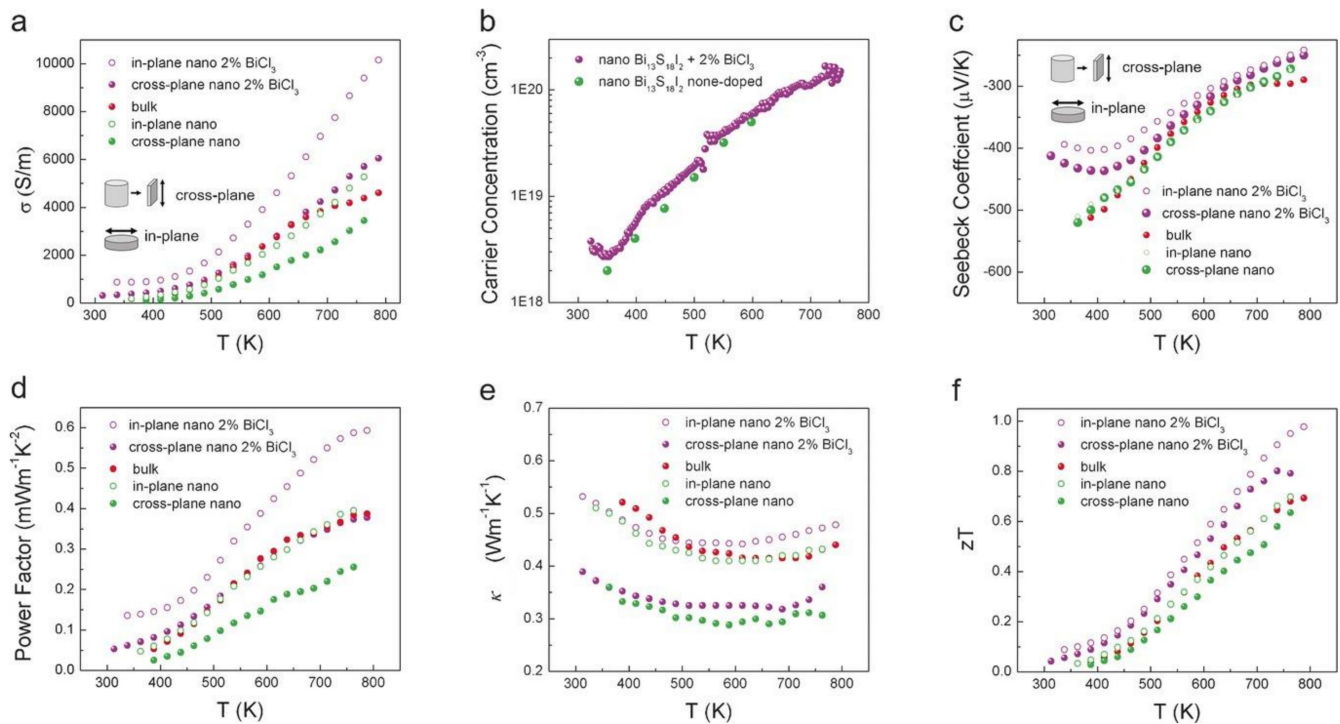 a
σ (S/m)
10000
8000
6000
4000
2000
0
in-plane nano 2% BiCl₃
cross-plane nano 2% BiCl₃
bulk
in-plane nano
cross-plane nano
cross-plane
in-plane
300 400 500 600 700 800
T (K)
b
Carrier Concentration (cm⁻³)
1E20
1E19
1E18
nano Bi₁₃S₁₈I₂ + 2% BiCl₃
nano Bi₁₃S₁₈I₂ none-doped
300 400 500 600 700 800
T (K)
c
Seebeck Coeffcient (μV/K)
-300
-400
-500
-600
cross-plane
in-plane
in-plane nano 2% BiCl₃
cross-plane nano 2% BiCl₃
bulk
in-plane nano
cross-plane nano
300 400 500 600 700 800
T (K)
d
Power Factor (mWm⁻¹K⁻²)
0.6
0.5
0.4
0.3
0.2
0.1
0.0
in-plane nano 2% BiCl₃
cross-plane nano 2% BiCl₃
bulk
in-plane nano
cross-plane nano
300 400 500 600 700 800
T (K)
e
κ (Wm⁻¹K⁻¹)
0.7
0.6
0.5
0.4
0.3
0.2
in-plane nano 2% BiCl₃
cross-plane nano 2% BiCl₃
bulk
in-plane nano
cross-plane nano
300 400 500 600 700 800
T (K)
f
zT
1.0
0.8
0.6
0.4
0.2
0.0
in-plane nano 2% BiCl₃
cross-plane nano 2% BiCl₃
bulk
in-plane nano
cross-plane nano
300 400 500 600 700 800
T (K)